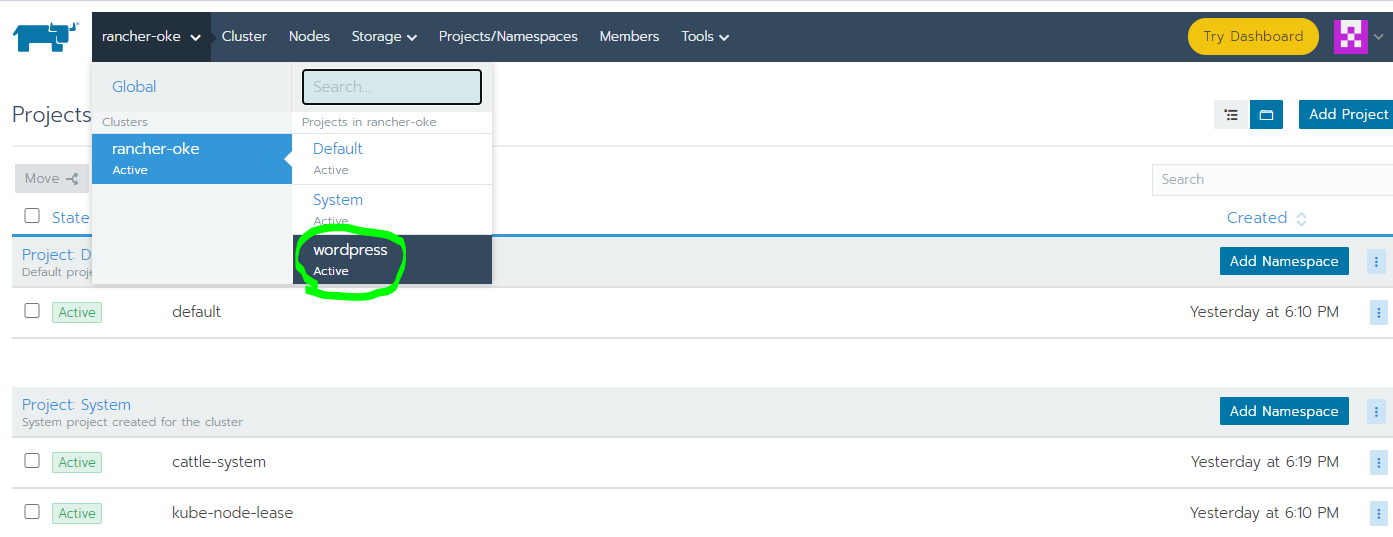 rancher-oke Cluster Nodes Storage Projects/Namespaces Members Tools Try Dashboard
Global
Search...
Projects
Add Project
Clusters
Projects in rancher-oke
rancher-oke
Active
Default
Active
System
Active
wordpress
Active
Move
Search
State
Created
Project: D
Default proje
Add Namespace
Active default Yesterday at 6:10 PM
Project: System
System project created for the cluster
Add Namespace
Active cattle-system Yesterday at 6:19 PM
Active kube-node-lease Yesterday at 6:10 PM